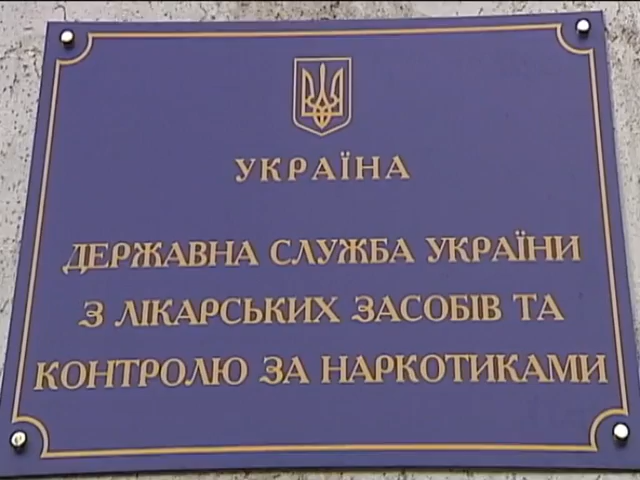 УКРАЇНА
ДЕРЖАВНА СЛУЖБА УКРАЇНИ
З ЛІКАРСЬКИХ ЗАСОБІВ ТА
КОНТРОЛЮ ЗА НАРКОТИКАМИ